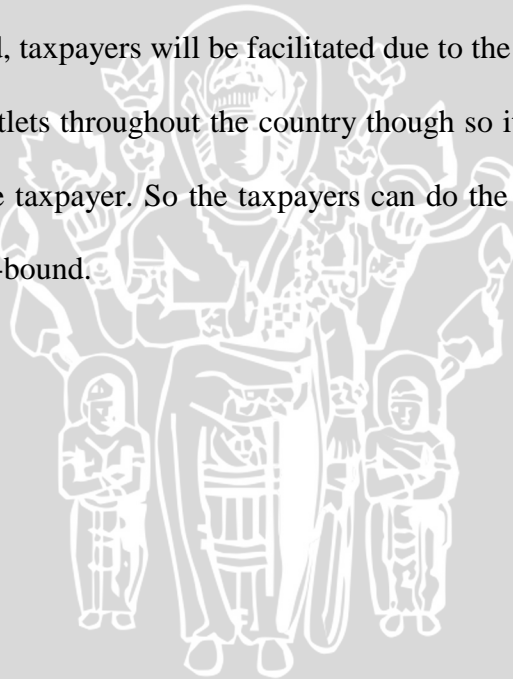 , taxpayers will be facilitated due to the
tlets throughout the country though so i
e taxpayer. So the taxpayers can do the
-bound.